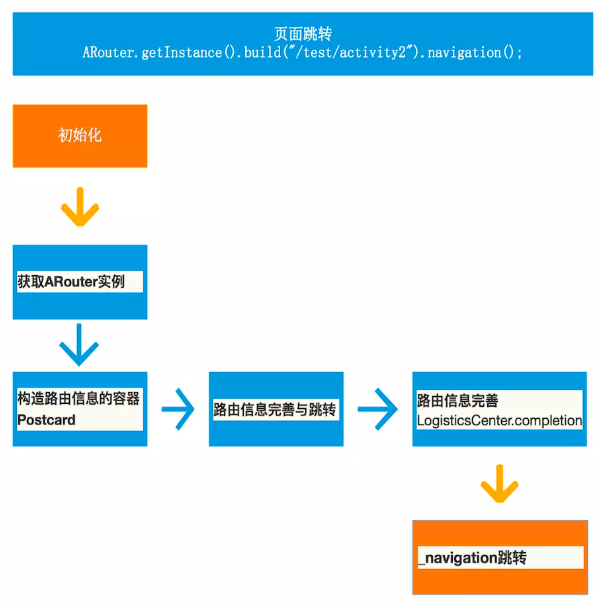 页面跳转
ARouter.getInstance().build("/test/activity2").navigation();
初始化
获取ARouter实例
构造路由信息的容器
Postcard
路由信息完善与跳转
路由信息完善
LogisticsCenter.completion
_navigation跳转